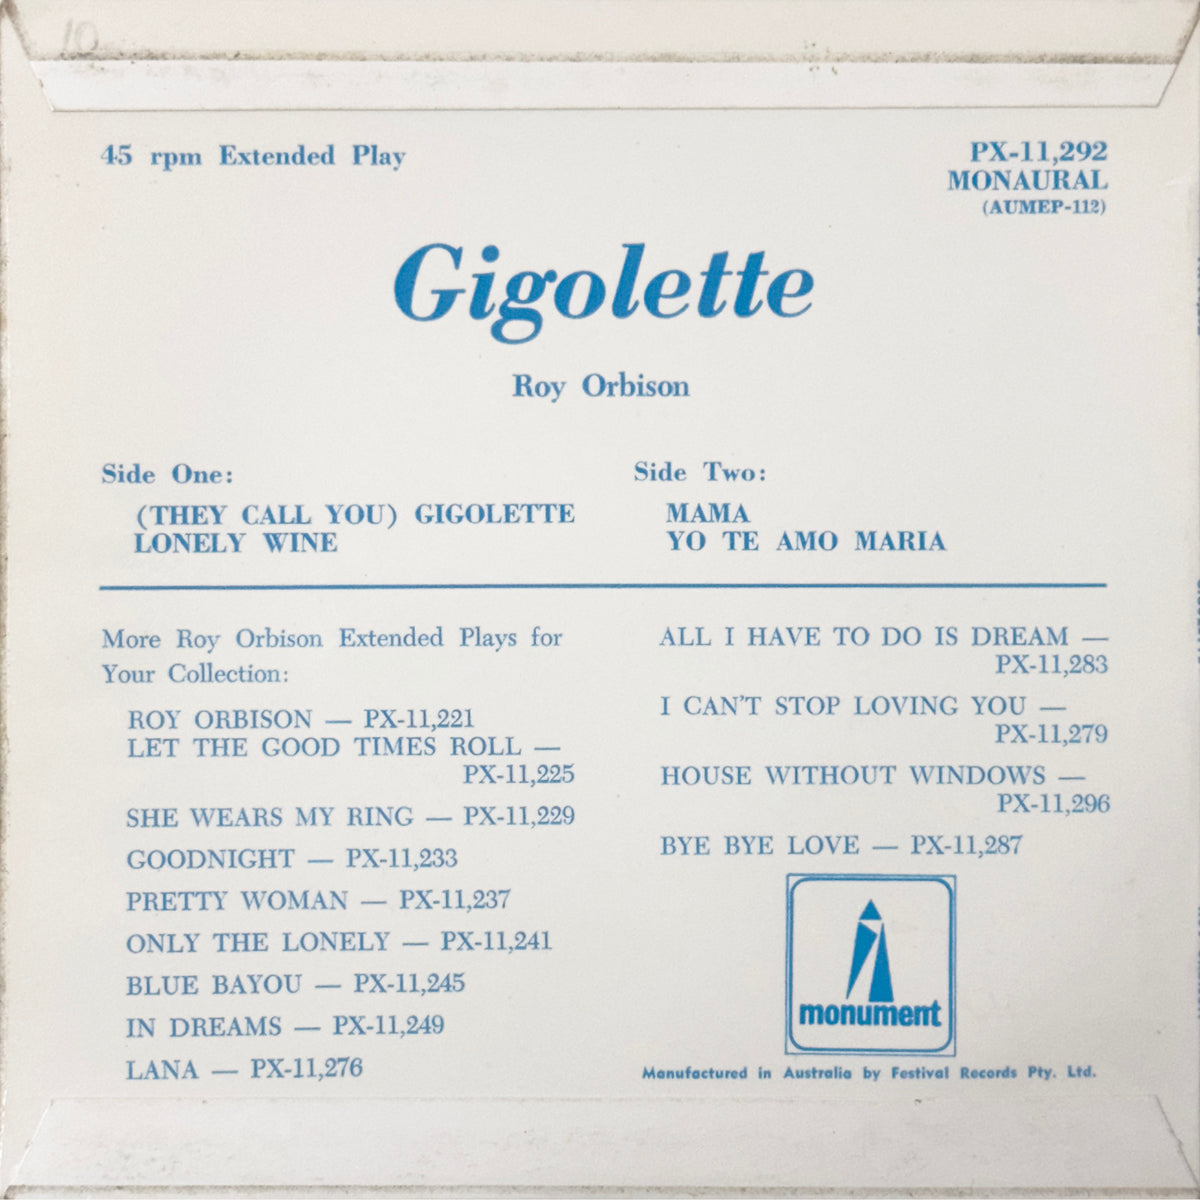 10
45 rpm Extended Play
PX-11,292
MONAURAL
(AUMEP-112)
Gigolette
Roy Orbison
Side One:
(THEY CALL YOU) GIGOLETTE
LONELY WINE
Side Two:
MAMA
YO TE AMO MARIA
More Roy Orbison Extended Plays for
Your Collection:
ROY ORBISON — PX-11,221
LET THE GOOD TIMES ROLL —
PX-11,225
SHE WEARS MY RING — PX-11,229
GOODNIGHT — PX-11,233
PRETTY WOMAN — PX-11,237
ONLY THE LONELY — PX-11,241
BLUE BAYOU — PX-11,245
IN DREAMS — PX-11,249
LANA — PX-11,276
ALL I HAVE TO DO IS DREAM —
PX-11,283
I CAN'T STOP LOVING YOU —
PX-11,279
HOUSE WITHOUT WINDOWS —
PX-11,296
BYE BYE LOVE — PX-11,287
monument
Manufactured in Australia by Festival Records Pty. Ltd.